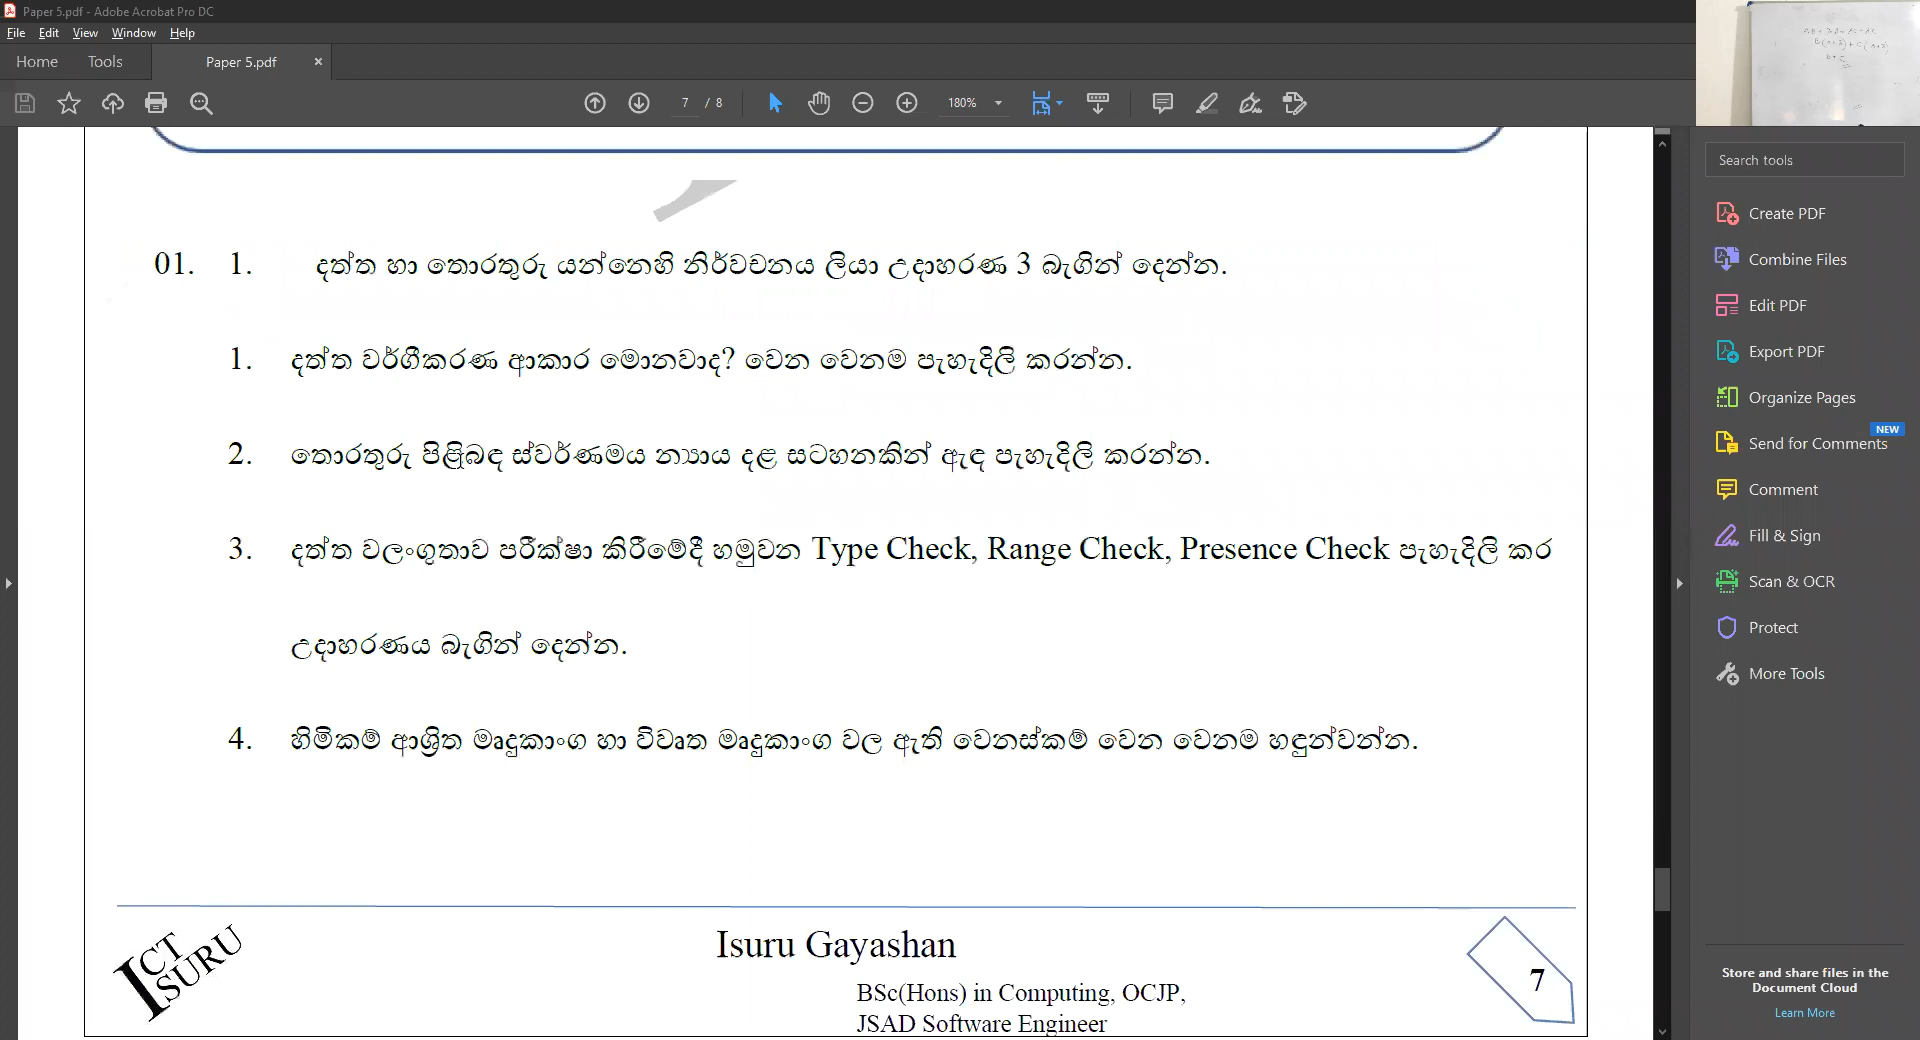 Paper 5.pdf - Adobe Acrobat Pro DC
File Edit View Window Help
Home Tools Paper 5.pdf ×
7 / 8 180%
01. 1. දත්ත හා තොරතුරු යන්නෙහි නිර්වචනය ලියා උදාහරණ 3 බැගින් දෙන්න.
1. දත්ත වර්ගීකරණ ආකාර මොනවාද? වෙන වෙනම පැහැදිලි කරන්න.
2. තොරතුරු පිළිබඳ ස්වර්ණමය න්‍යාය දළ සටහනකින් ඇඳ පැහැදිලි කරන්න.
3. දත්ත වලංගුතාව පරීක්ෂා කිරීමේදී හමුවන Type Check, Range Check, Presence Check පැහැදිලි කර
උදාහරණය බැගින් දෙන්න.
4. හිමිකම් ආශ්‍රිත මෘදුකාංග හා විවෘත මෘදුකාංග වල ඇති වෙනස්කම් වෙන වෙනම හඳුන්වන්න.
ICT
ISURU
Isuru Gayashan
BSc(Hons) in Computing, OCJP,
JSAD Software Engineer
7
Search tools
Create PDF
Combine Files
Edit PDF
Export PDF
Organize Pages
NEW
Send for Comments
Comment
Fill & Sign
Scan & OCR
Protect
More Tools
Store and share files in the
Document Cloud
Learn More